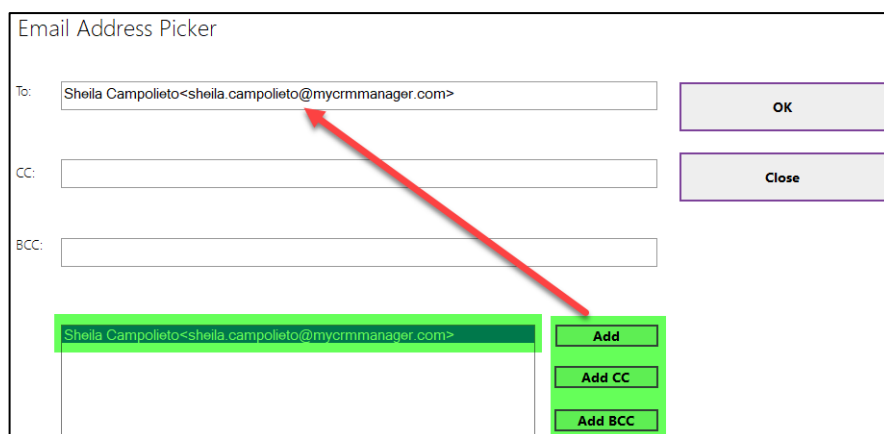 Email Address Picker
To:
Sheila Campolieto<sheila.campolieto@mycrmmanager.com>
OK
CC:
Close
BCC:
Sheila Campolieto<sheila.campolieto@mycrmmanager.com>
Add
Add CC
Add BCC